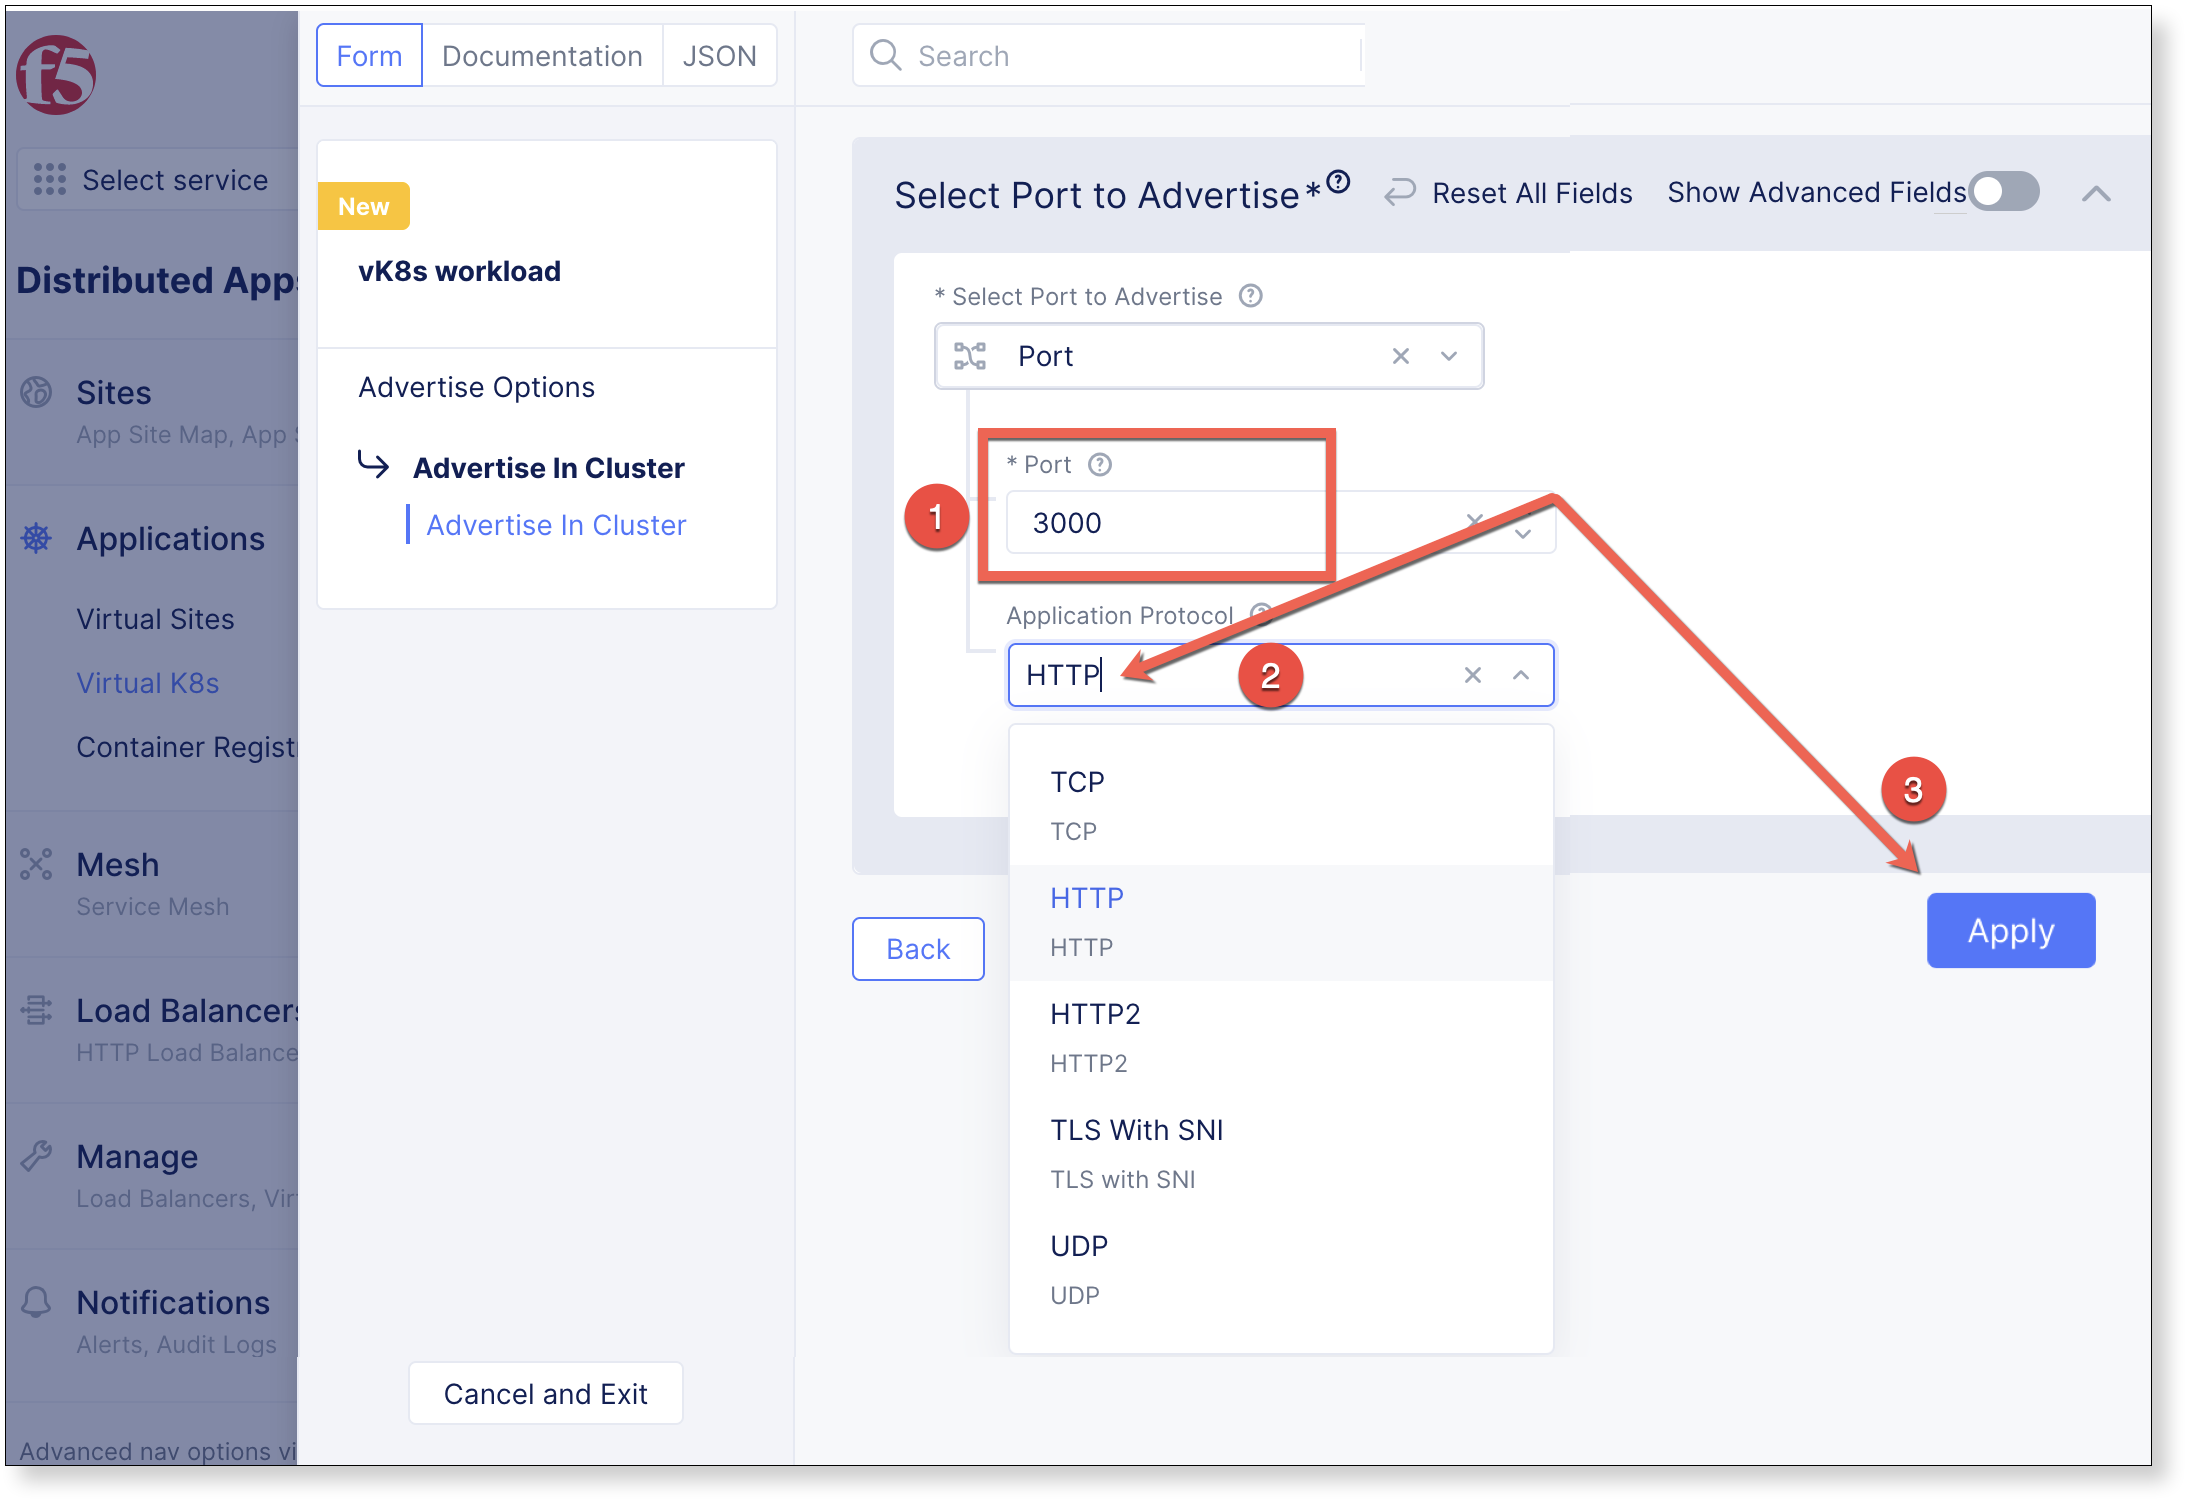 f5
Select service
Distributed Apps
Sites
App Site Map, App S
Applications
Virtual Sites
Virtual K8s
Container Regist
Mesh
Service Mesh
Load Balancers
HTTP Load Balance
Manage
Load Balancers, Vir
Notifications
Alerts, Audit Logs
Advanced nav options vi
Form
Documentation
JSON
New
vK8s workload
Advertise Options
Advertise In Cluster
Advertise In Cluster
Cancel and Exit
Search
Select Port to Advertise*
Reset All Fields
Show Advanced Fields
* Select Port to Advertise
Port
1
* Port
3000
Application Protocol
HTTP
2
3
TCP
TCP
HTTP
HTTP
HTTP2
HTTP2
TLS With SNI
TLS with SNI
UDP
UDP
Back
Apply